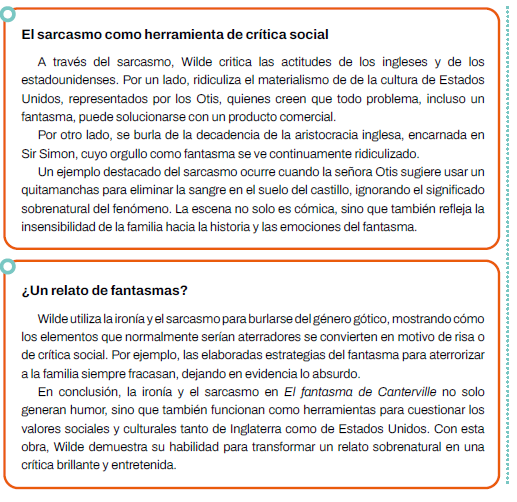 El sarcasmo como herramienta de crítica social
A través del sarcasmo, Wilde critica las actitudes de los ingleses y de los
estadounidenses. Por un lado, ridiculiza el materialismo de de la cultura de Estados
Unidos, representados por los Otis, quienes creen que todo problema, incluso un
fantasma, puede solucionarse con un producto comercial.
Por otro lado, se burla de la decadencia de la aristocracia inglesa, encarnada en
Sir Simon, cuyo orgullo como fantasma se ve continuamente ridiculizado.
Un ejemplo destacado del sarcasmo ocurre cuando la señora Otis sugiere usar un
quitamanchas para eliminar la sangre en el suelo del castillo, ignorando el significado
sobrenatural del fenómeno. La escena no solo es cómica, sino que también refleja la
insensibilidad de la familia hacia la historia y las emociones del fantasma.
¿Un relato de fantasmas?
Wilde utiliza la ironía y el sarcasmo para burlarse del género gótico, mostrando cómo
los elementos que normalmente serían aterradores se convierten en motivo de risa o
de crítica social. Por ejemplo, las elaboradas estrategias del fantasma para aterrorizar
a la familia siempre fracasan, dejando en evidencia lo absurdo.
En conclusión, la ironía y el sarcasmo en El fantasma de Canterville no solo
generan humor, sino que también funcionan como herramientas para cuestionar los
valores sociales y culturales tanto de Inglaterra como de Estados Unidos. Con esta
obra, Wilde demuestra su habilidad para transformar un relato sobrenatural en una
crítica brillante y entretenida.